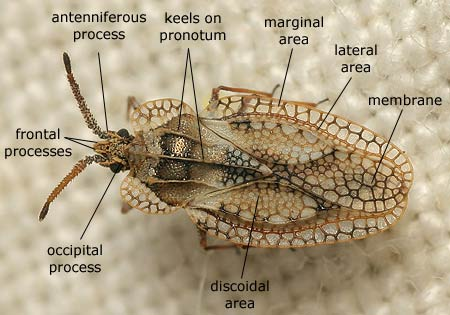 antenniferous
process
keels on
pronotum
marginal
area
lateral
area
membrane
frontal
processes
occipital
process
discoidal
area